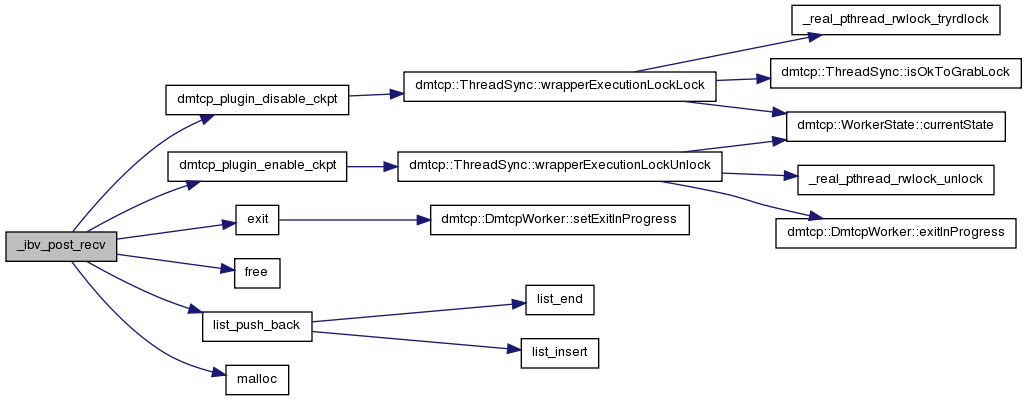 _real_pthread_rwlock_tryrdlock
dmtcp::ThreadSync::isOkToGrabLock
dmtcp::ThreadSync::wrapperExecutionLockLock
dmtcp_plugin_disable_ckpt
dmtcp::WorkerState::currentState
dmtcp_plugin_enable_ckpt
dmtcp::ThreadSync::wrapperExecutionLockUnlock
_real_pthread_rwlock_unlock
exit
dmtcp::DmtcpWorker::setExitInProgress
dmtcp::DmtcpWorker::exitInProgress
_ibv_post_recv
free
list_end
list_push_back
list_insert
malloc